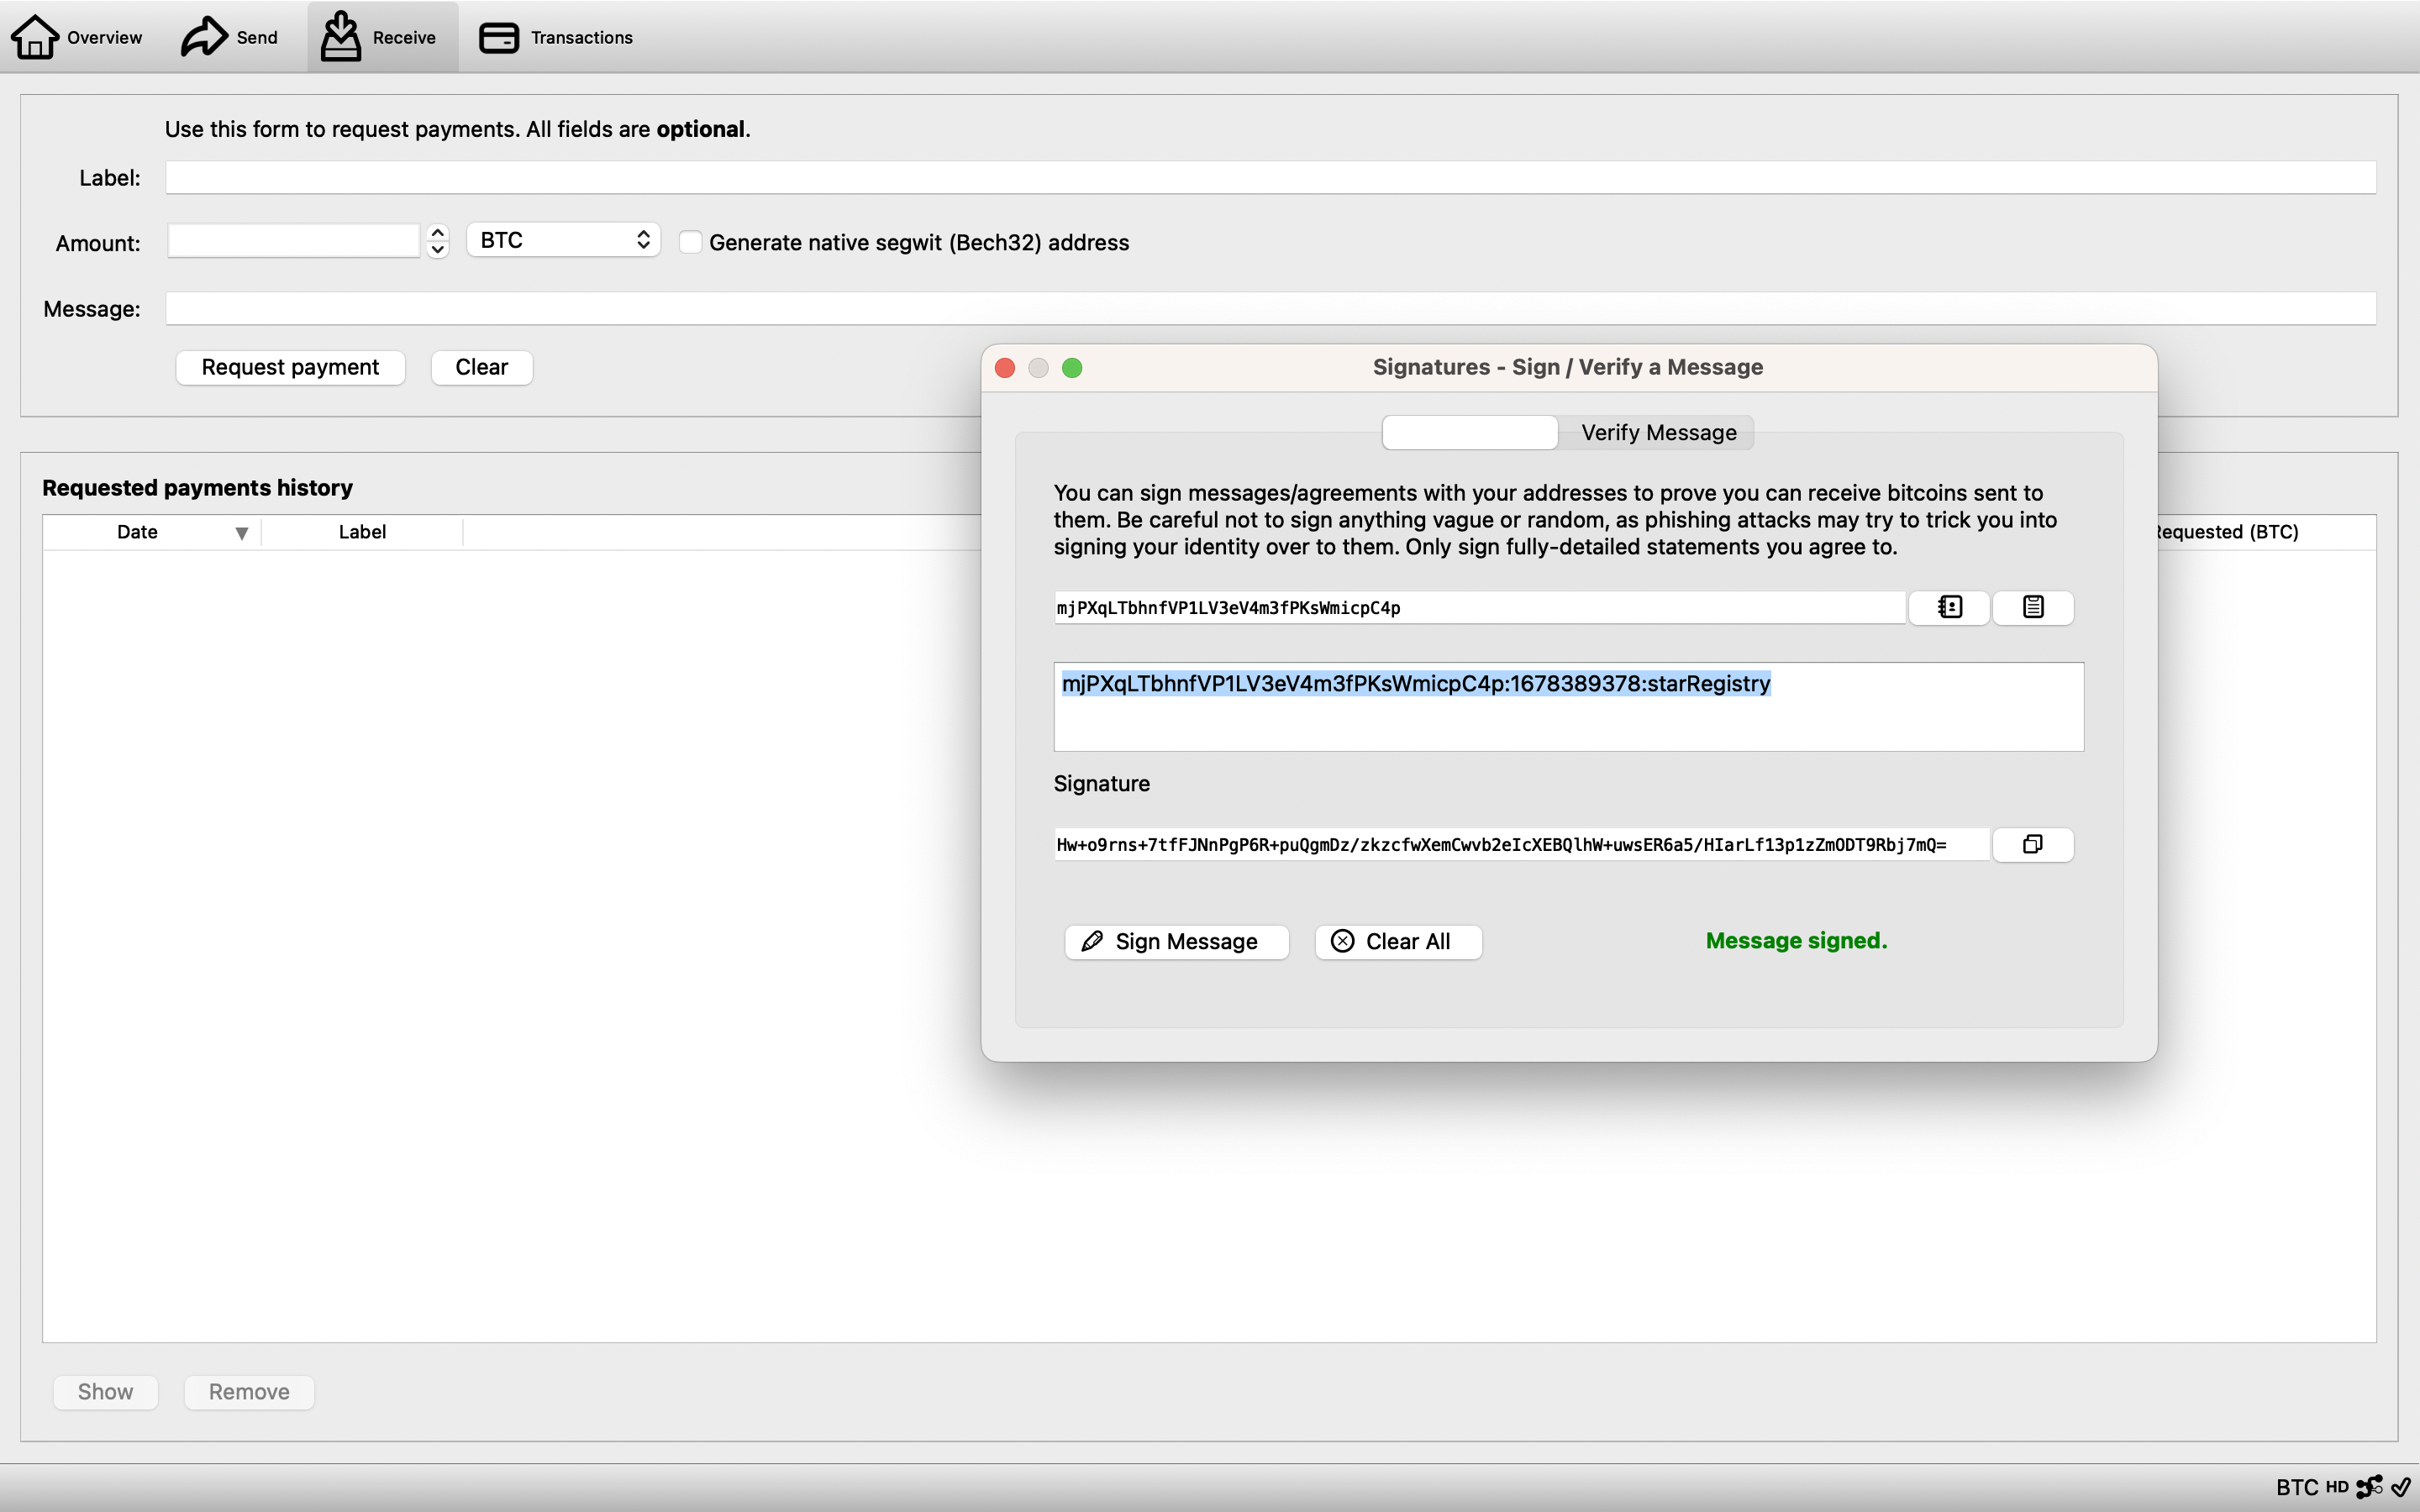 Overview
Send
Receive
Transactions
Use this form to request payments. All fields are optional.
Label:
Amount:
BTC
Generate native segwit (Bech32) address
Message:
Request payment
Clear
Signatures - Sign / Verify a Message
Verify Message
You can sign messages/agreements with your addresses to prove you can receive bitcoins sent to
them. Be careful not to sign anything vague or random, as phishing attacks may try to trick you into
signing your identity over to them. Only sign fully-detailed statements you agree to.
mjPXqLTbhnfVP1LV3eV4m3fPKsWmicpC4p
mjPXqLTbhnfVP1LV3eV4m3fPKsWmicpC4p:1678389378:starRegistry
Signature
Hw+o9rns+7tfFJNnPgP6R+puQgmDz/zkzcfwXemCwvb2eIcXEBQlhW+uwsER6a5/HIarLf13p1zZmODT9Rbj7mQ=
Sign Message
Clear All
Message signed.
Requested payments history
Date
Label
Requested (BTC)
Show
Remove
BTC HD